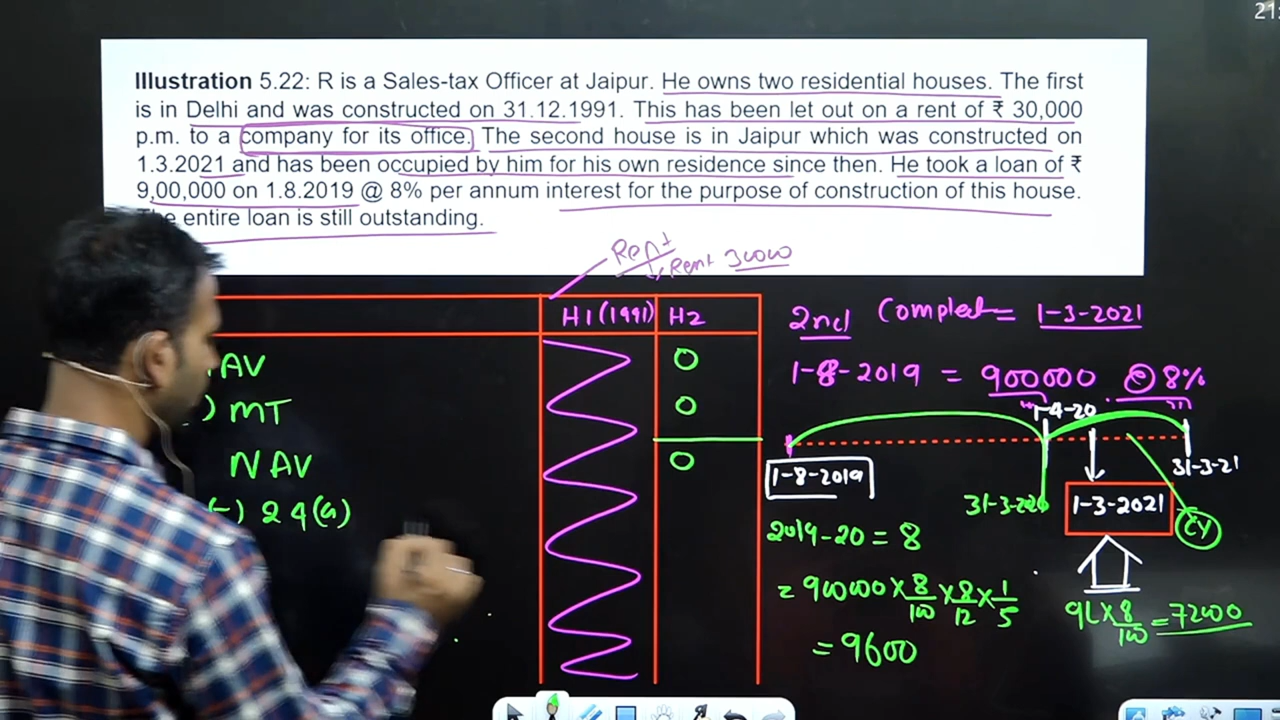 21:
Illustration 5.22: R is a Sales-tax Officer at Jaipur. He owns two residential houses. The first
is in Delhi and was constructed on 31.12.1991. This has been let out on a rent of ₹ 30,000
p.m. to a company for its office. The second house is in Jaipur which was constructed on
1.3.2021 and has been occupied by him for his own residence since then. He took a loan of ₹
9,00,000 on 1.8.2019 @ 8% per annum interest for the purpose of construction of this house.
The entire loan is still outstanding.
Rent
Rent 30000
H1 (1991) H2
AV 0
) MT 0
NAV 0
(-) 24(a)
2nd Complet= 1-3-2021
1-8-2019 = 900000 @ 8%
1-4-20
1-8-2019
31-3-2020
1-3-2021
31-3-21
CY
2019-20 = 8
= 900000 × 8/100 × 8/12 × 1/5
= 9600
9L × 8/100 = 72000